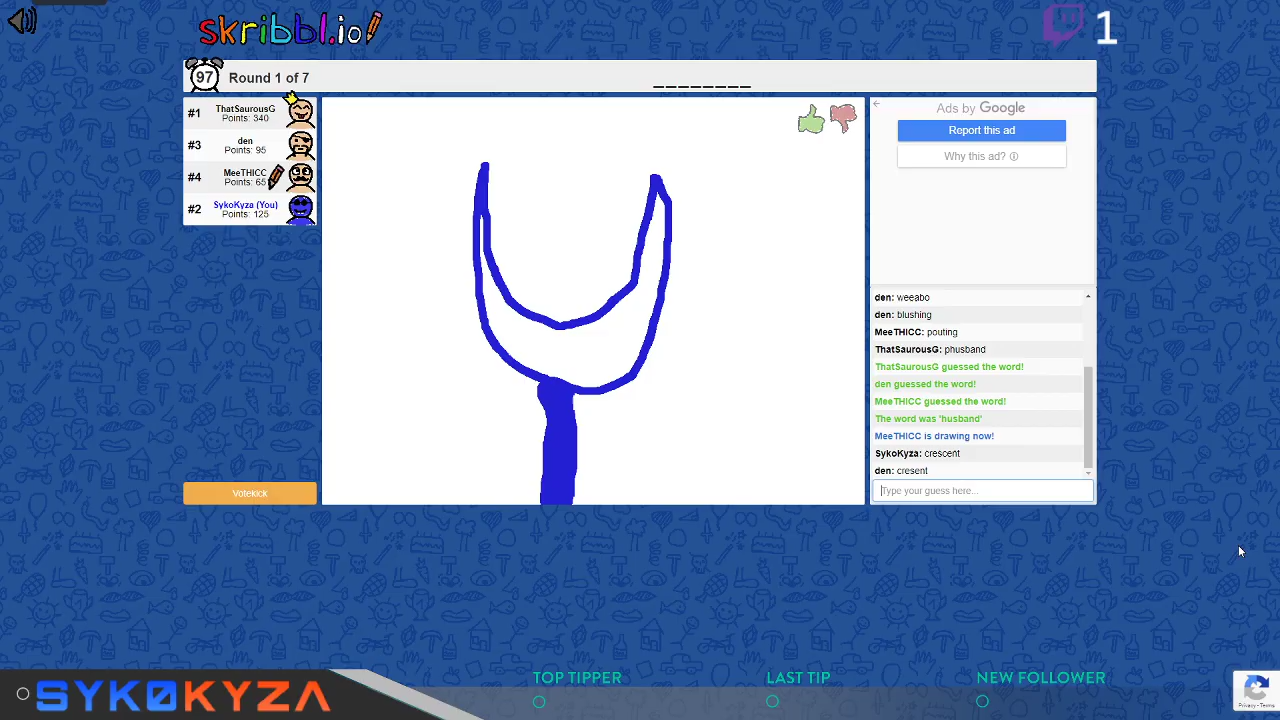 skribbl.io
1
97
Round 1 of 7
________
#1
ThatSaurousG
Points: 340
#3
den
Points: 95
#4
MeeTHICC
Points: 65
#2
SykoKyza (You)
Points: 125
Votekick
Ads by Google
Report this ad
Why this ad?
den: weeabo
den: blushing
MeeTHICC: pouting
ThatSaurousG: phusband
ThatSaurousG guessed the word!
den guessed the word!
MeeTHICC guessed the word!
The word was 'husband'
MeeTHICC is drawing now!
SykoKyza: crescent
den: cresent
Type your guess here...
SYKØKYZA
TOP TIPPER
LAST TIP
NEW FOLLOWER
Privacy - Terms